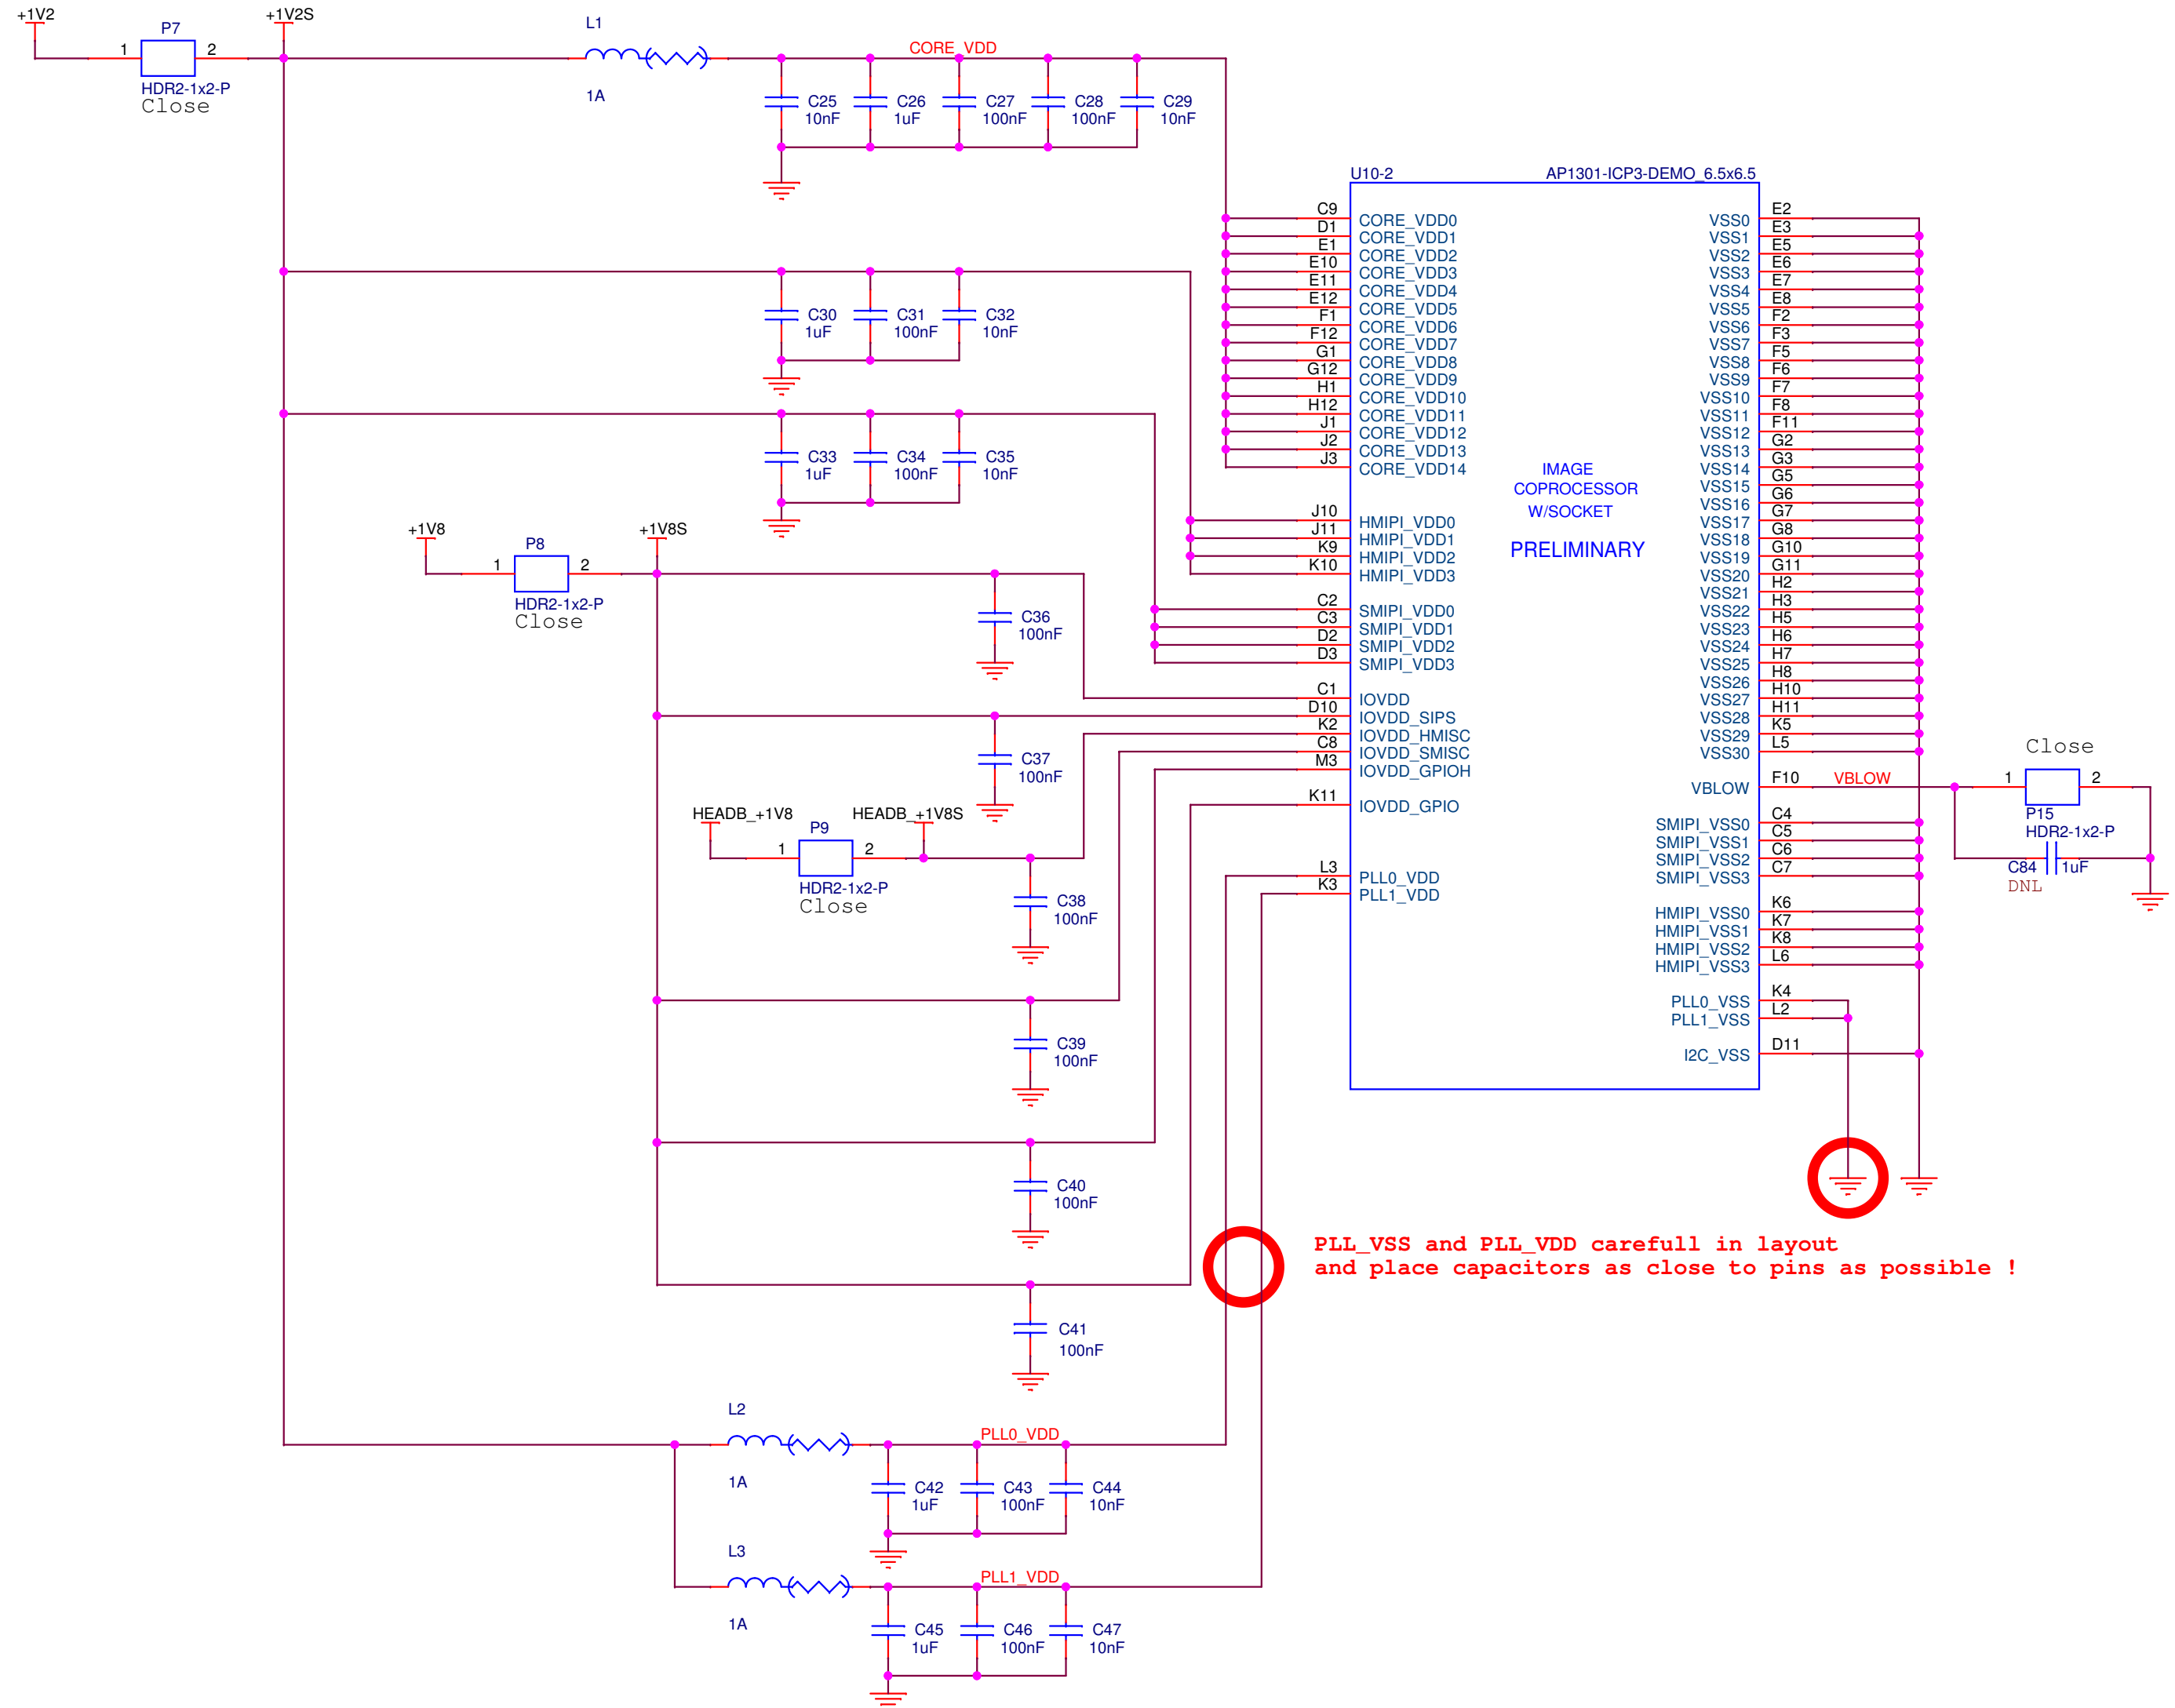 +1V2
+1V2S
P7
1
2
HDR2-1x2-P
Close
L1
1A
CORE_VDD
C25
10nF
C26
1uF
C27
100nF
C28
100nF
C29
10nF
C30
1uF
C31
100nF
C32
10nF
C33
1uF
C34
100nF
C35
10nF
+1V8
+1V8S
P8
1
2
HDR2-1x2-P
Close
C36
100nF
C37
100nF
HEADB_+1V8
HEADB_+1V8S
P9
1
2
HDR2-1x2-P
Close
C38
100nF
C39
100nF
C40
100nF
C41
100nF
L2
1A
PLL0_VDD
C42
1uF
C43
100nF
C44
10nF
L3
1A
PLL1_VDD
C45
1uF
C46
100nF
C47
10nF
U10-2
AP1301-ICP3-DEMO_6.5x6.5
C9 CORE_VDD0
D1 CORE_VDD1
E1 CORE_VDD2
E10 CORE_VDD3
E11 CORE_VDD4
E12 CORE_VDD5
F1 CORE_VDD6
F12 CORE_VDD7
G1 CORE_VDD8
G12 CORE_VDD9
H1 CORE_VDD10
H12 CORE_VDD11
J1 CORE_VDD12
J2 CORE_VDD13
J3 CORE_VDD14
J10 HMIPI_VDD0
J11 HMIPI_VDD1
K9 HMIPI_VDD2
K10 HMIPI_VDD3
C2 SMIPI_VDD0
C3 SMIPI_VDD1
D2 SMIPI_VDD2
D3 SMIPI_VDD3
C1 IOVDD
D10 IOVDD_SIPS
K2 IOVDD_HMISC
C8 IOVDD_SMISC
M3 IOVDD_GPIOH
K11 IOVDD_GPIO
L3 PLL0_VDD
K3 PLL1_VDD
IMAGE
COPROCESSOR
W/SOCKET
PRELIMINARY
VSS0 E2
VSS1 E3
VSS2 E5
VSS3 E6
VSS4 E7
VSS5 E8
VSS6 F2
VSS7 F3
VSS8 F5
VSS9 F6
VSS10 F7
VSS11 F8
VSS12 F11
VSS13 G2
VSS14 G3
VSS15 G5
VSS16 G6
VSS17 G7
VSS18 G8
VSS19 G10
VSS20 G11
VSS21 H2
VSS22 H3
VSS23 H5
VSS24 H6
VSS25 H7
VSS26 H8
VSS27 H10
VSS28 H11
VSS29 K5
VSS30 L5
VBLOW F10 VBLOW
SMIPI_VSS0 C4
SMIPI_VSS1 C5
SMIPI_VSS2 C6
SMIPI_VSS3 C7
HMIPI_VSS0 K6
HMIPI_VSS1 K7
HMIPI_VSS2 K8
HMIPI_VSS3 L6
PLL0_VSS K4
PLL1_VSS L2
I2C_VSS D11
Close
1
2
P15
HDR2-1x2-P
C84
1uF
DNL
PLL_VSS and PLL_VDD carefull in layout
and place capacitors as close to pins as possible !